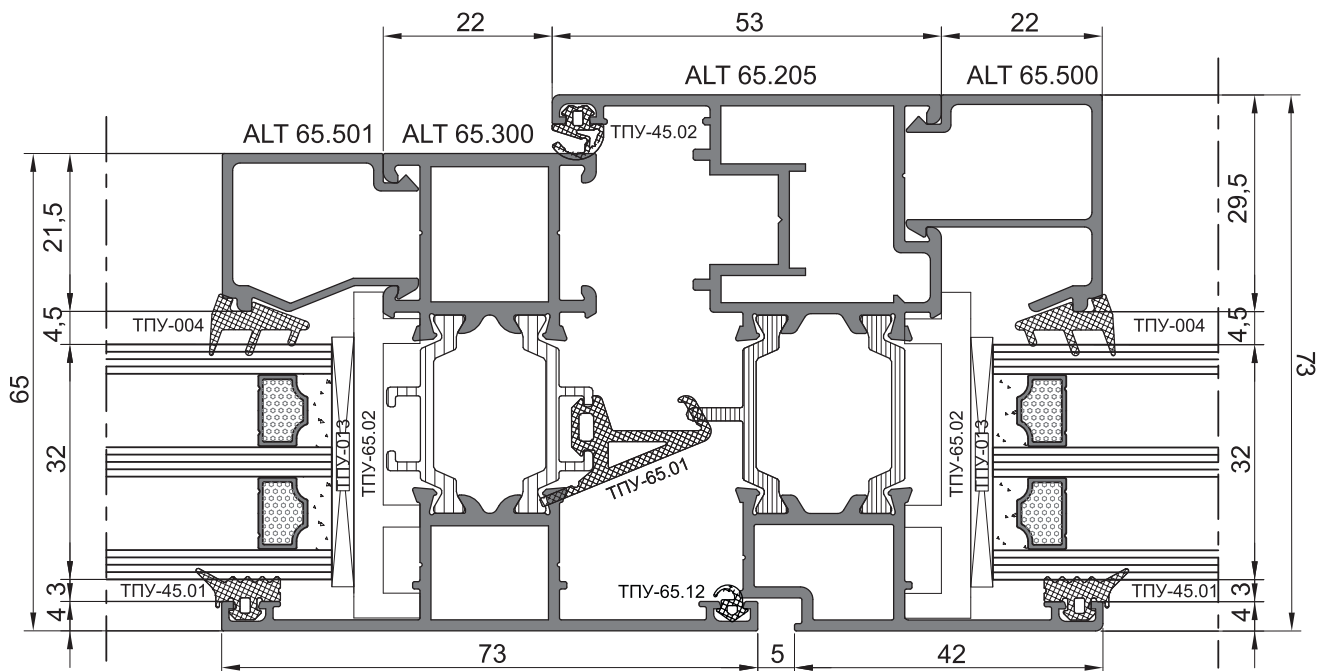 22
53
22
ALT 65.205
ALT 65.500
ALT 65.501
ALT 65.300
ТПУ-45.02
21,5
29,5
4,5
ТПУ-004
ТПУ-004
4,5
65
73
32
ТПУ-013
ТПУ-65.02
ТПУ-65.01
ТПУ-65.02
ТПУ-013
32
3
ТПУ-45.01
ТПУ-65.12
ТПУ-45.01
3
4
4
73
5
42